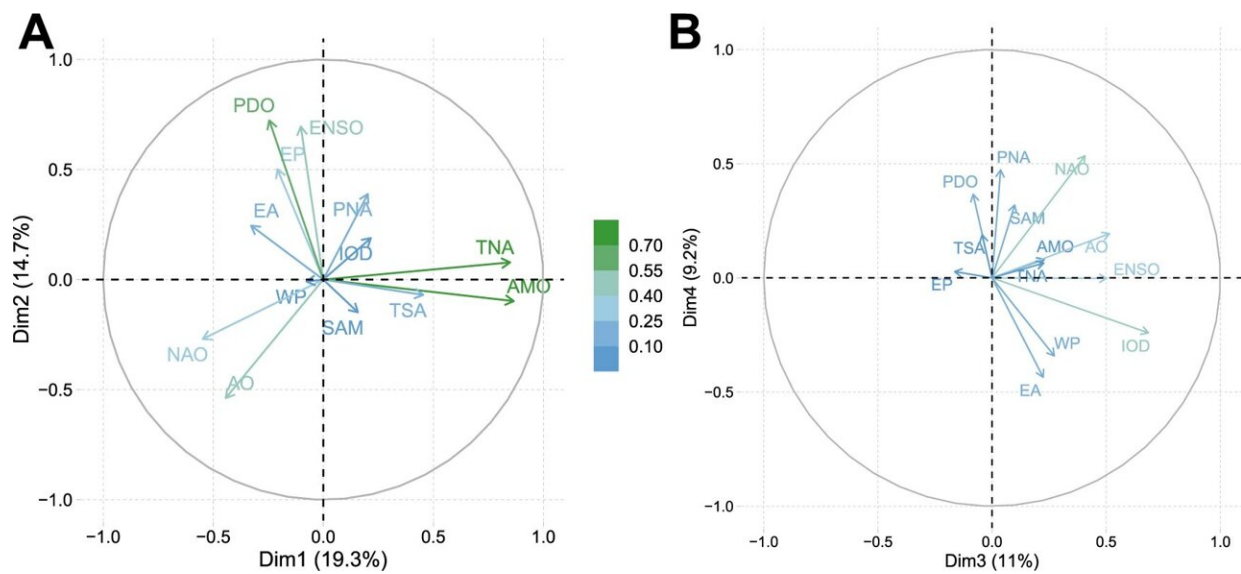 A
1.0
0.5
0.0
−0.5
−1.0
Dim2 (14.7%)
PDO
ENSO
EP
EA
PNA
IOD
TNA
WP
AMO
TSA
SAM
NAO
AO
−1.0
−0.5
0.0
0.5
1.0
Dim1 (19.3%)
0.70
0.55
0.40
0.25
0.10
B
1.0
0.5
0.0
−0.5
−1.0
Dim4 (9.2%)
PNA
NAO
PDO
SAM
TSA
AMO
AO
EP
TNA
ENSO
WP
IOD
EA
−1.0
−0.5
0.0
0.5
1.0
Dim3 (11%)